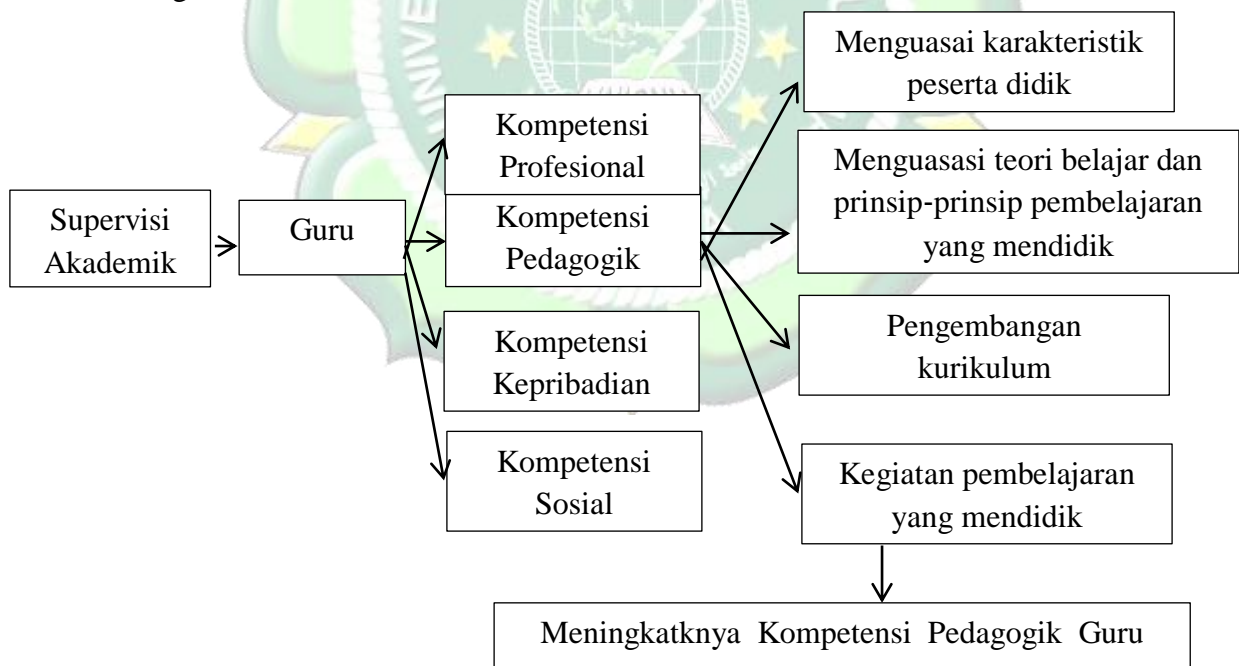 Menguasai karakteristik
peserta didik
Kompetensi
Profesional
Menguasasi teori belajar dan
prinsip-prinsip pembelajaran
yang mendidik
Supervisi
Akademik
Guru
Kompetensi
Pedagogik
Pengembangan
kurikulum
Kompetensi
Kepribadian
Kompetensi
Sosial
Kegiatan pembelajaran
yang mendidik
Meningkatknya Kompetensi Pedagogik Guru